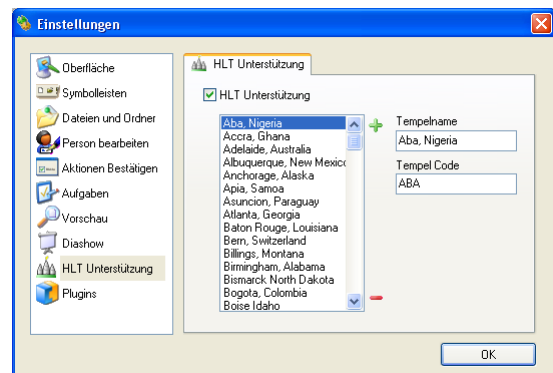 Einstellungen
Oberfläche
Symbolleisten
Dateien und Ordner
Person bearbeiten
Aktionen Bestätigen
Aufgaben
Vorschau
Diashow
HLT Unterstützung
Plugins
HLT Unterstützung
HLT Unterstützung
Aba, Nigeria
Accra, Ghana
Adelaide, Australia
Albuquerque, New Mexico
Anchorage, Alaska
Apia, Samoa
Asuncion, Paraguay
Atlanta, Georgia
Baton Rouge, Louisiana
Bern, Switzerland
Billings, Montana
Birmingham, Alabama
Bismarck North Dakota
Bogota, Colombia
Boise Idaho
Tempelname
Aba, Nigeria
Tempel Code
ABA
OK